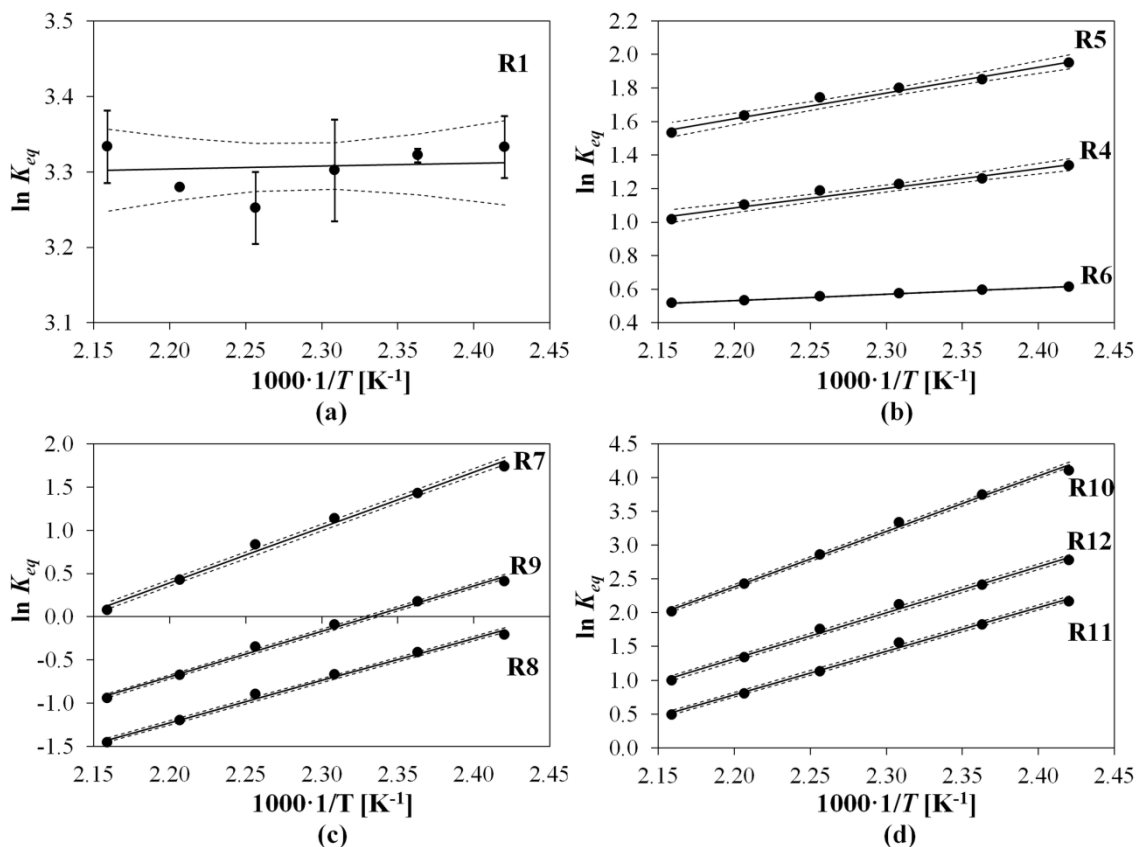 3.5
3.4
3.3
3.2
3.1
ln Keq
R1
2.15 2.20 2.25 2.30 2.35 2.40 2.45
1000·1/T [K-1]
(a)
2.2
2.0
1.8
1.6
1.4
1.2
1.0
0.8
0.6
0.4
ln Keq
R5
R4
R6
2.15 2.20 2.25 2.30 2.35 2.40 2.45
1000·1/T [K-1]
(b)
2.0
1.5
1.0
0.5
0.0
-0.5
-1.0
-1.5
ln Keq
R7
R9
R8
2.15 2.20 2.25 2.30 2.35 2.40 2.45
1000·1/T [K-1]
(c)
4.5
4.0
3.5
3.0
2.5
2.0
1.5
1.0
0.5
0.0
ln Keq
R10
R12
R11
2.15 2.20 2.25 2.30 2.35 2.40 2.45
1000·1/T [K-1]
(d)